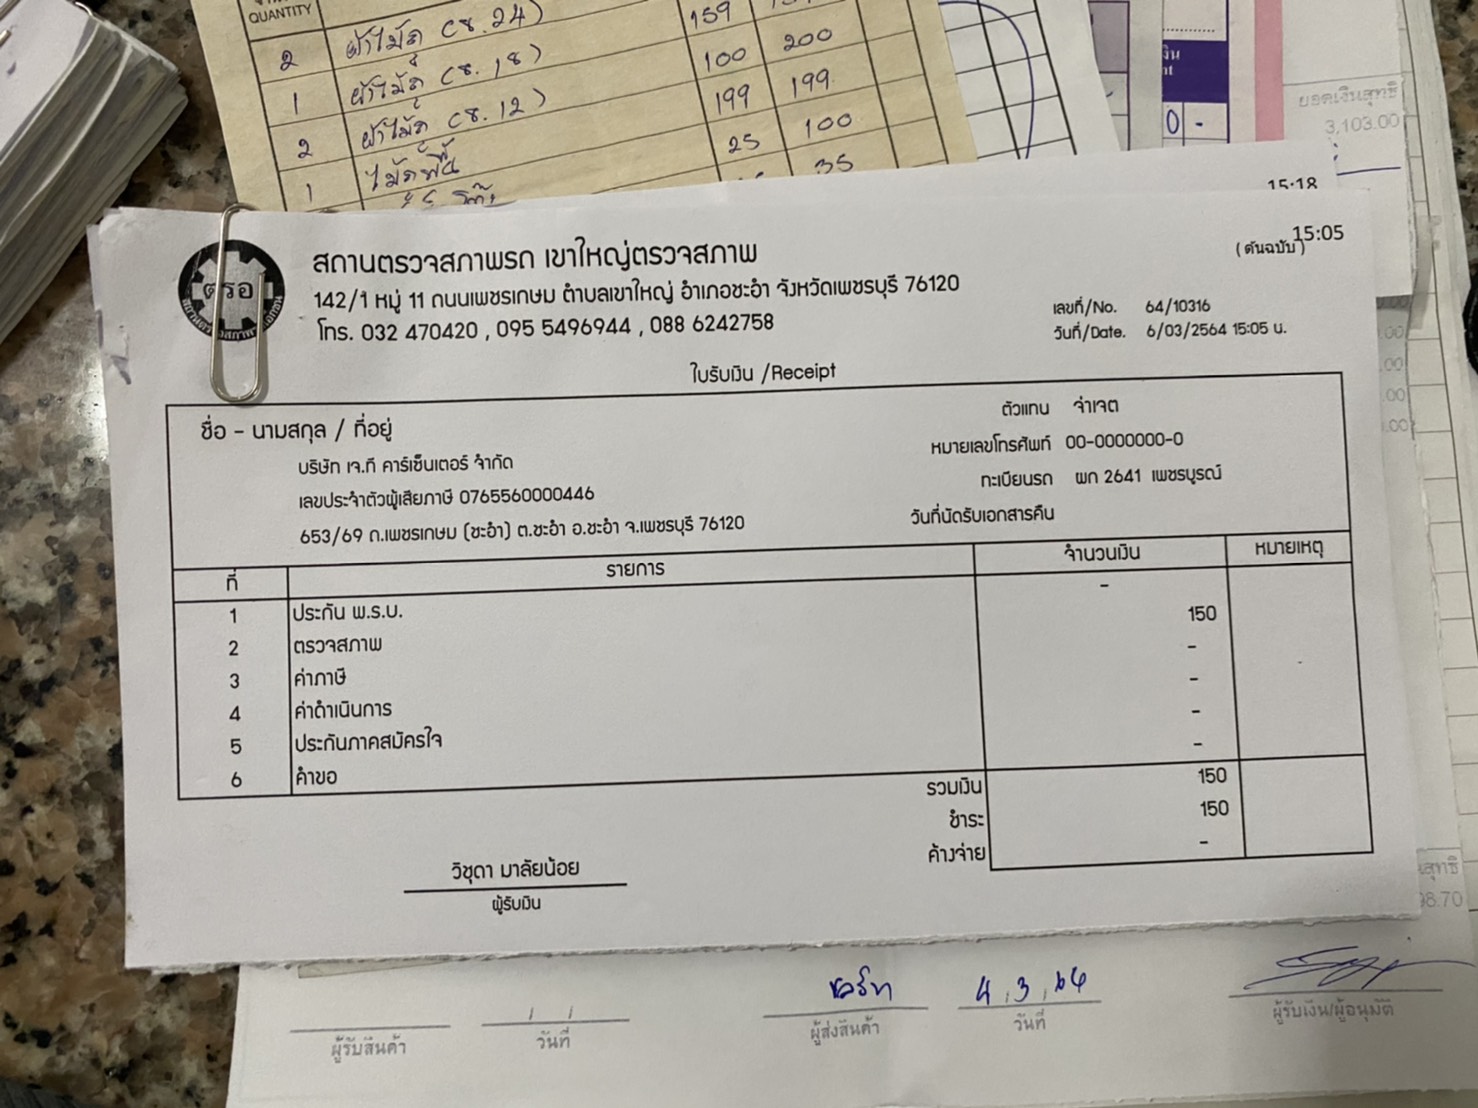 QUANTITY
2 ผ้าไม้ถู (8.24) 159
1 ผ้าไม้ถู (8.18) 100 200
2 ผ้าไม้ถู (8.12) 199 199
1 25 100
35
เงิน
nt
0 -
ยอดเงินสุทธิ
3,103.00
15:18
15:05
(ต้นฉบับ)
ตรอ
สถานตรวจสภาพรถ เขาใหญ่ตรวจสภาพ
142/1 หมู่ 11 ถนนเพชรเกษม ตำบลเขาใหญ่ อำเภอชะอำ จังหวัดเพชรบุรี 76120
โทร. 032 470420 , 095 5496944 , 088 6242758
เลขที่/No. 64/10316
วันที่/Date. 6/03/2564 15:05 น.
ใบรับเงิน /Receipt
ชื่อ - นามสกุล / ที่อยู่
บริษัท เจ.ที คาร์เซ็นเตอร์ จำกัด
เลขประจำตัวผู้เสียภาษี 0765560000446
653/69 ถ.เพชรเกษม (ชะอำ) ต.ชะอำ อ.ชะอำ จ.เพชรบุรี 76120
ตัวแทน จ่าเจต
หมายเลขโทรศัพท์ 00-0000000-0
ทะเบียนรถ ผก 2641 เพชรบูรณ์
วันที่นัดรับเอกสารคืน
ที่ รายการ จำนวนเงิน หมายเหตุ
1 ประกัน พ.ร.บ. -
2 ตรวจสภาพ 150
3 ค่าภาษี -
4 ค่าดำเนินการ -
5 ประกันภาคสมัครใจ -
6 คำขอ -
รวมเงิน 150
ชำระ 150
ค้างจ่าย -
วิชุดา มาลัยน้อย
ผู้รับเงิน
98.70
4 . 3 . 64
ผู้รับสินค้า วันที่ ผู้ส่งสินค้า วันที่ ผู้รับเงิน/ผู้อนุมัติ